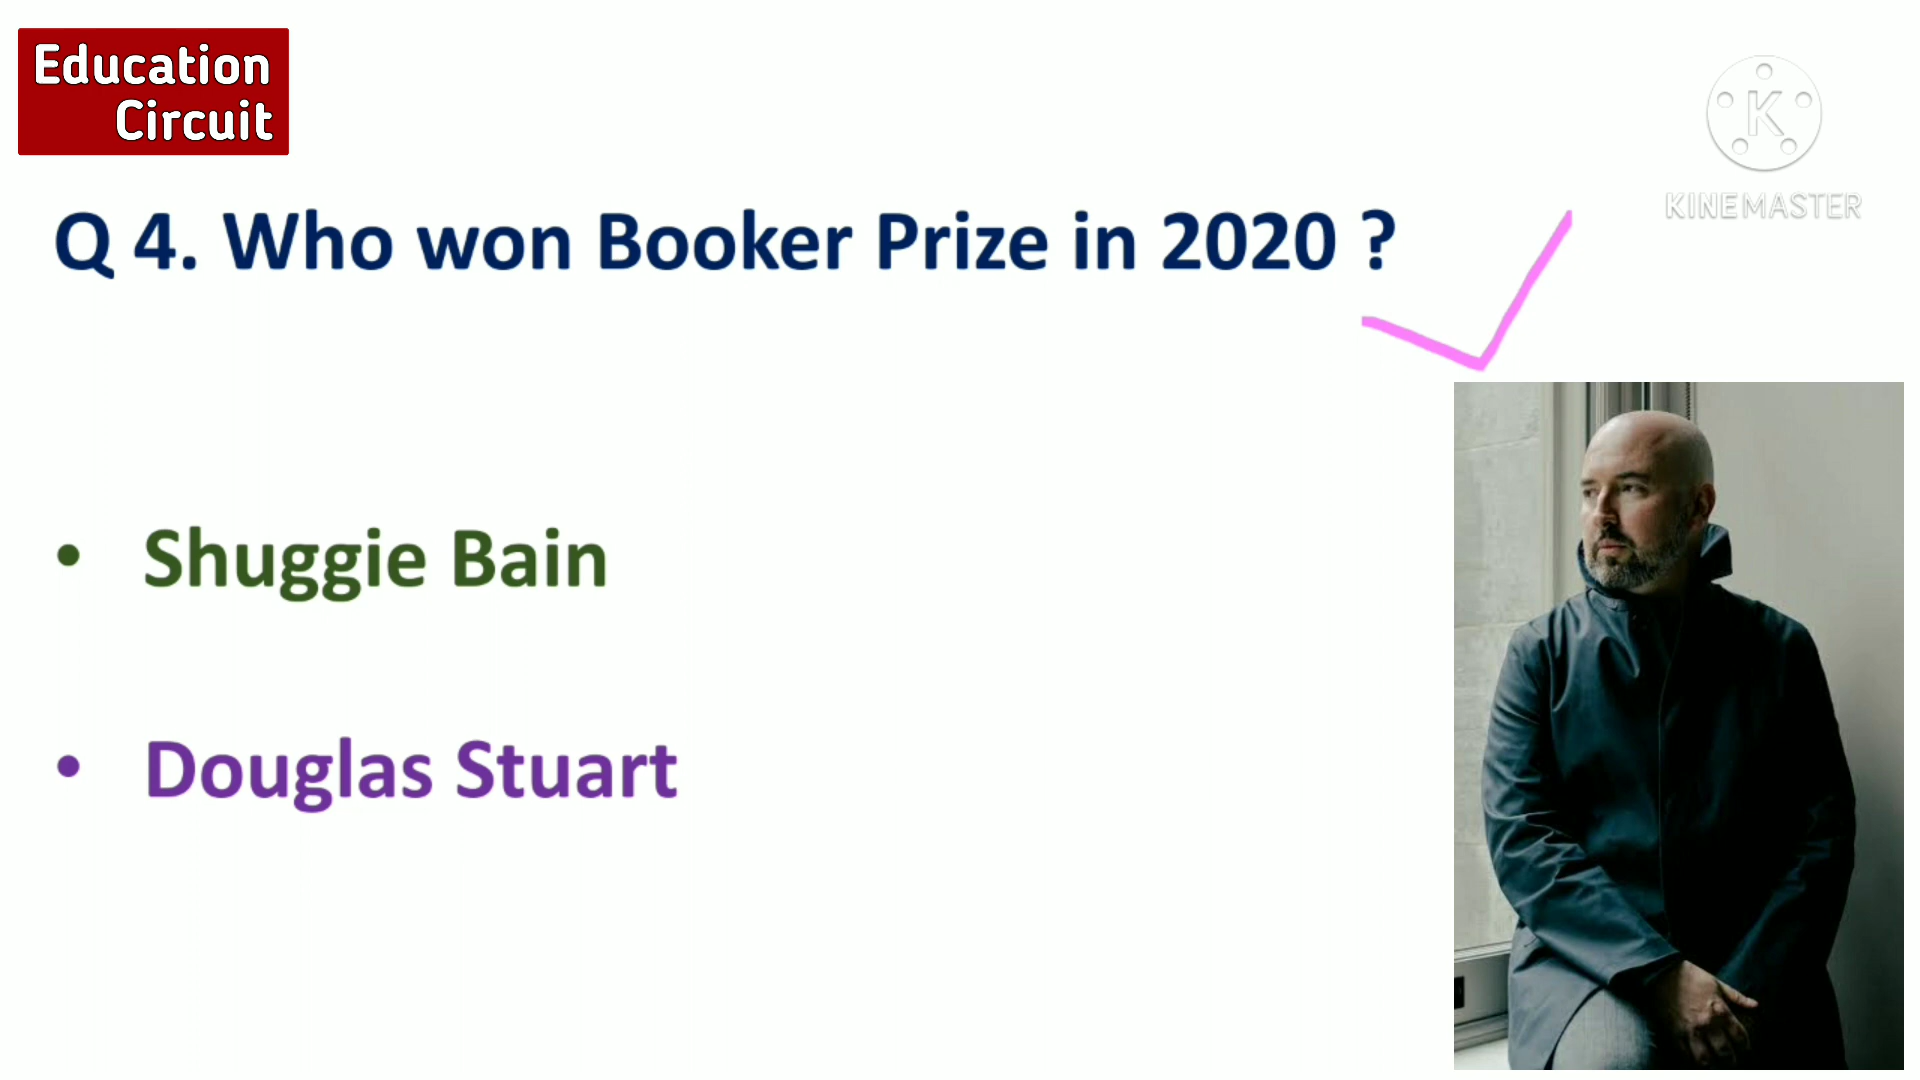 Education
Circuit
K
KINEMASTER
Q 4. Who won Booker Prize in 2020 ?
• Shuggie Bain
• Douglas Stuart